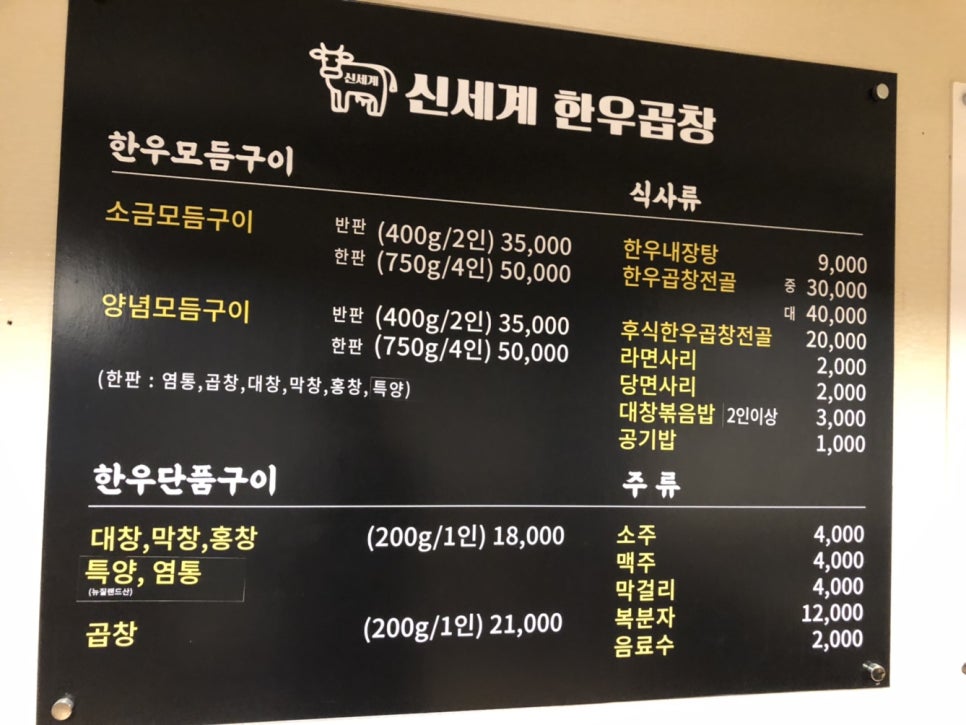 신세계
신세계 한우곱창
한우모듬구이
소금모듬구이 반판 (400g/2인) 35,000
한판 (750g/4인) 50,000
양념모듬구이 반판 (400g/2인) 35,000
한판 (750g/4인) 50,000
(한판 : 염통,곱창,대창,막창,홍창,특양)
한우단품구이
대창,막창,홍창 (200g/1인) 18,000
특양, 염통
(뉴질랜드산)
곱창 (200g/1인) 21,000
식사류
한우내장탕 9,000
한우곱창전골 중 30,000
대 40,000
후식한우곱창전골 20,000
라면사리 2,000
당면사리 2,000
대창볶음밥 2인이상 3,000
공기밥 1,000
주 류
소주 4,000
맥주 4,000
막걸리 4,000
복분자 12,000
음료수 2,000